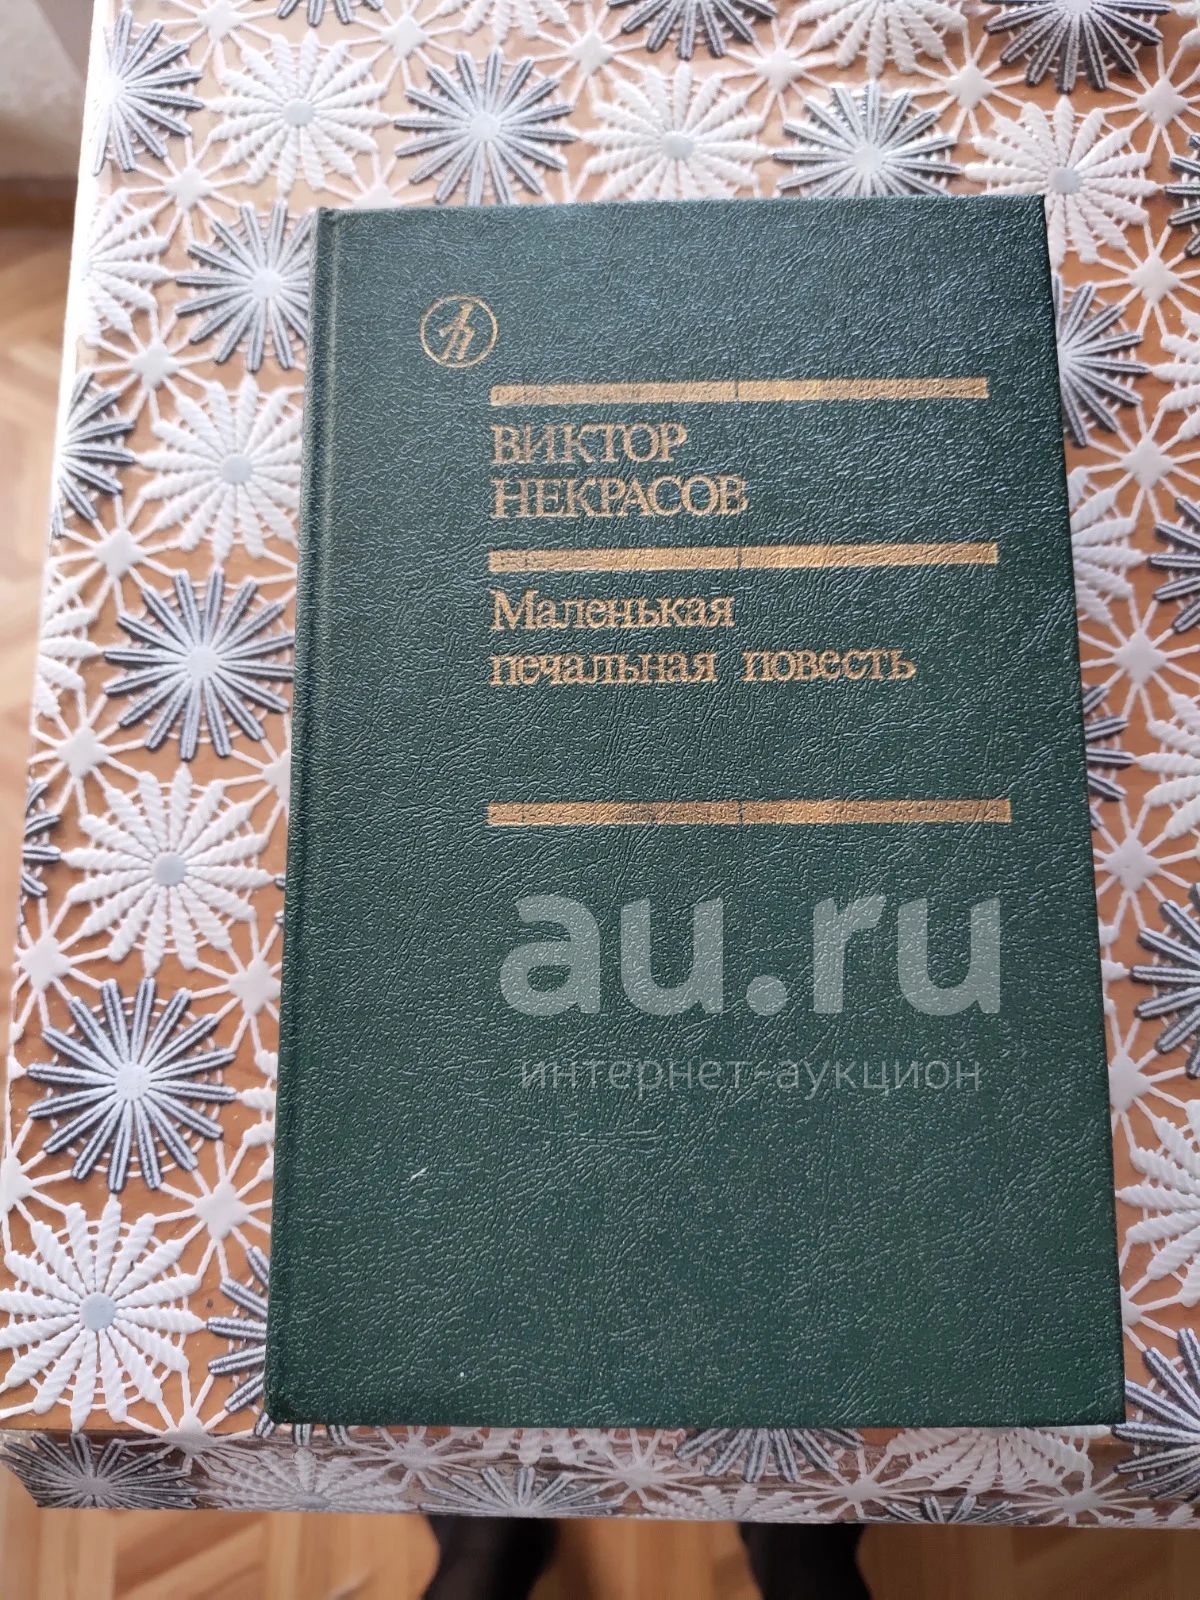 ВИКТОР
НЕКРАСОВ
Маленькая
печальная повесть
au.ru
интернет-аукцион